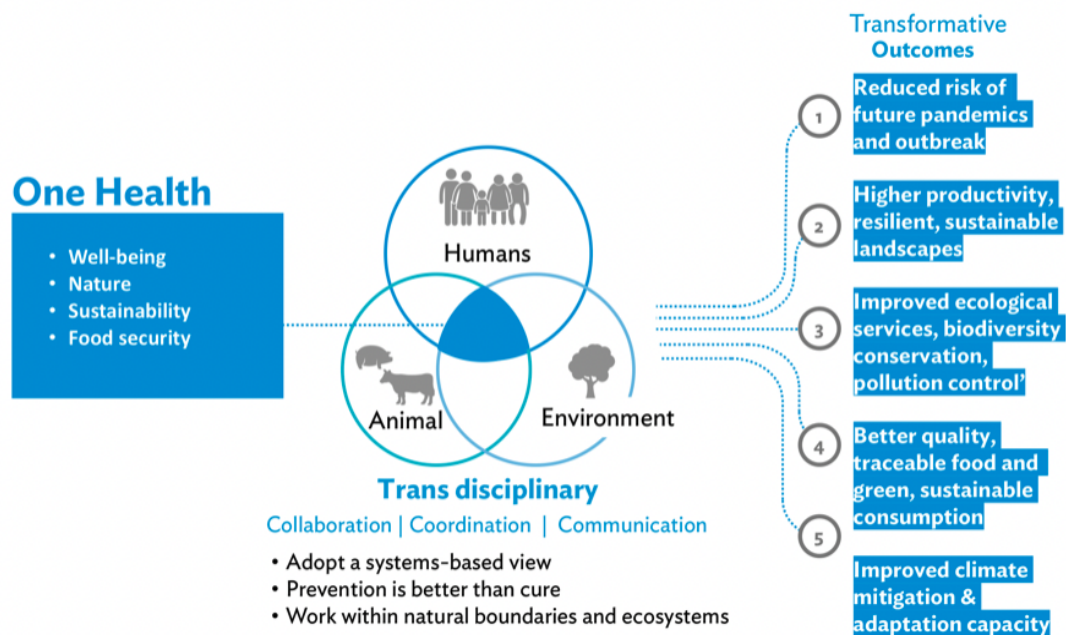 One Health
• Well-being
• Nature
• Sustainability
• Food security
Humans
Animal
Environment
Trans disciplinary
Collaboration | Coordination | Communication
• Adopt a systems-based view
• Prevention is better than cure
• Work within natural boundaries and ecosystems
Transformative
Outcomes
1
Reduced risk of
future pandemics
and outbreak
2
Higher productivity,
resilient, sustainable
landscapes
3
Improved ecological
services, biodiversity
conservation,
pollution control’
4
Better quality,
traceable food and
green, sustainable
consumption
5
Improved climate
mitigation &
adaptation capacity